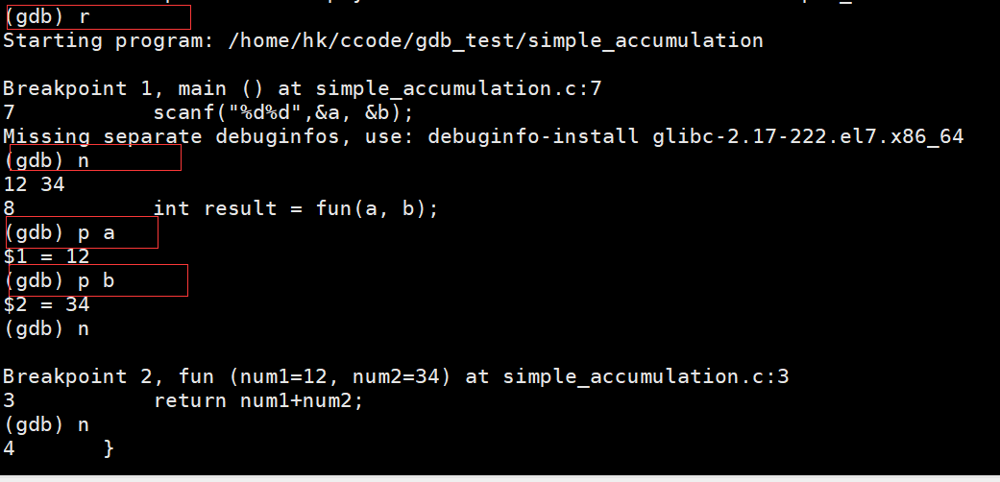 (gdb) r
Starting program: /home/hk/ccode/gdb_test/simple_accumulation
Breakpoint 1, main () at simple_accumulation.c:7
7           scanf("%d%d",&a, &b);
Missing separate debuginfos, use: debuginfo-install glibc-2.17-222.el7.x86_64
(gdb) n
12 34
8           int result = fun(a, b);
(gdb) p a
$1 = 12
(gdb) p b
$2 = 34
(gdb) n
Breakpoint 2, fun (num1=12, num2=34) at simple_accumulation.c:3
3           return num1+num2;
(gdb) n
4       }